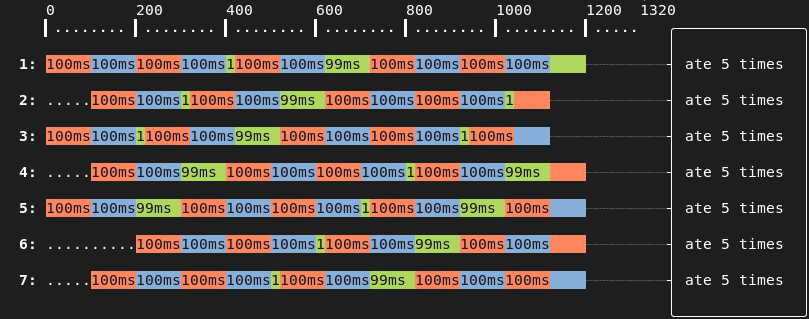 0 200 400 600 800 1000 1200 1320
........ ........ ........ ........ ........ ........ .....
1: 100ms100ms100ms100ms1100ms100ms99ms 100ms100ms100ms100ms ate 5 times
2: .....100ms100ms1100ms100ms99ms 100ms100ms100ms100ms1 ate 5 times
3: 100ms100ms1100ms100ms99ms 100ms100ms100ms100ms1100ms ate 5 times
4: .....100ms100ms99ms 100ms100ms100ms100ms1100ms100ms99ms ate 5 times
5: 100ms100ms99ms 100ms100ms100ms100ms1100ms100ms99ms 100ms ate 5 times
6: ..........100ms100ms100ms100ms1100ms100ms99ms 100ms100ms ate 5 times
7: .....100ms100ms100ms100ms1100ms100ms99ms 100ms100ms100ms ate 5 times